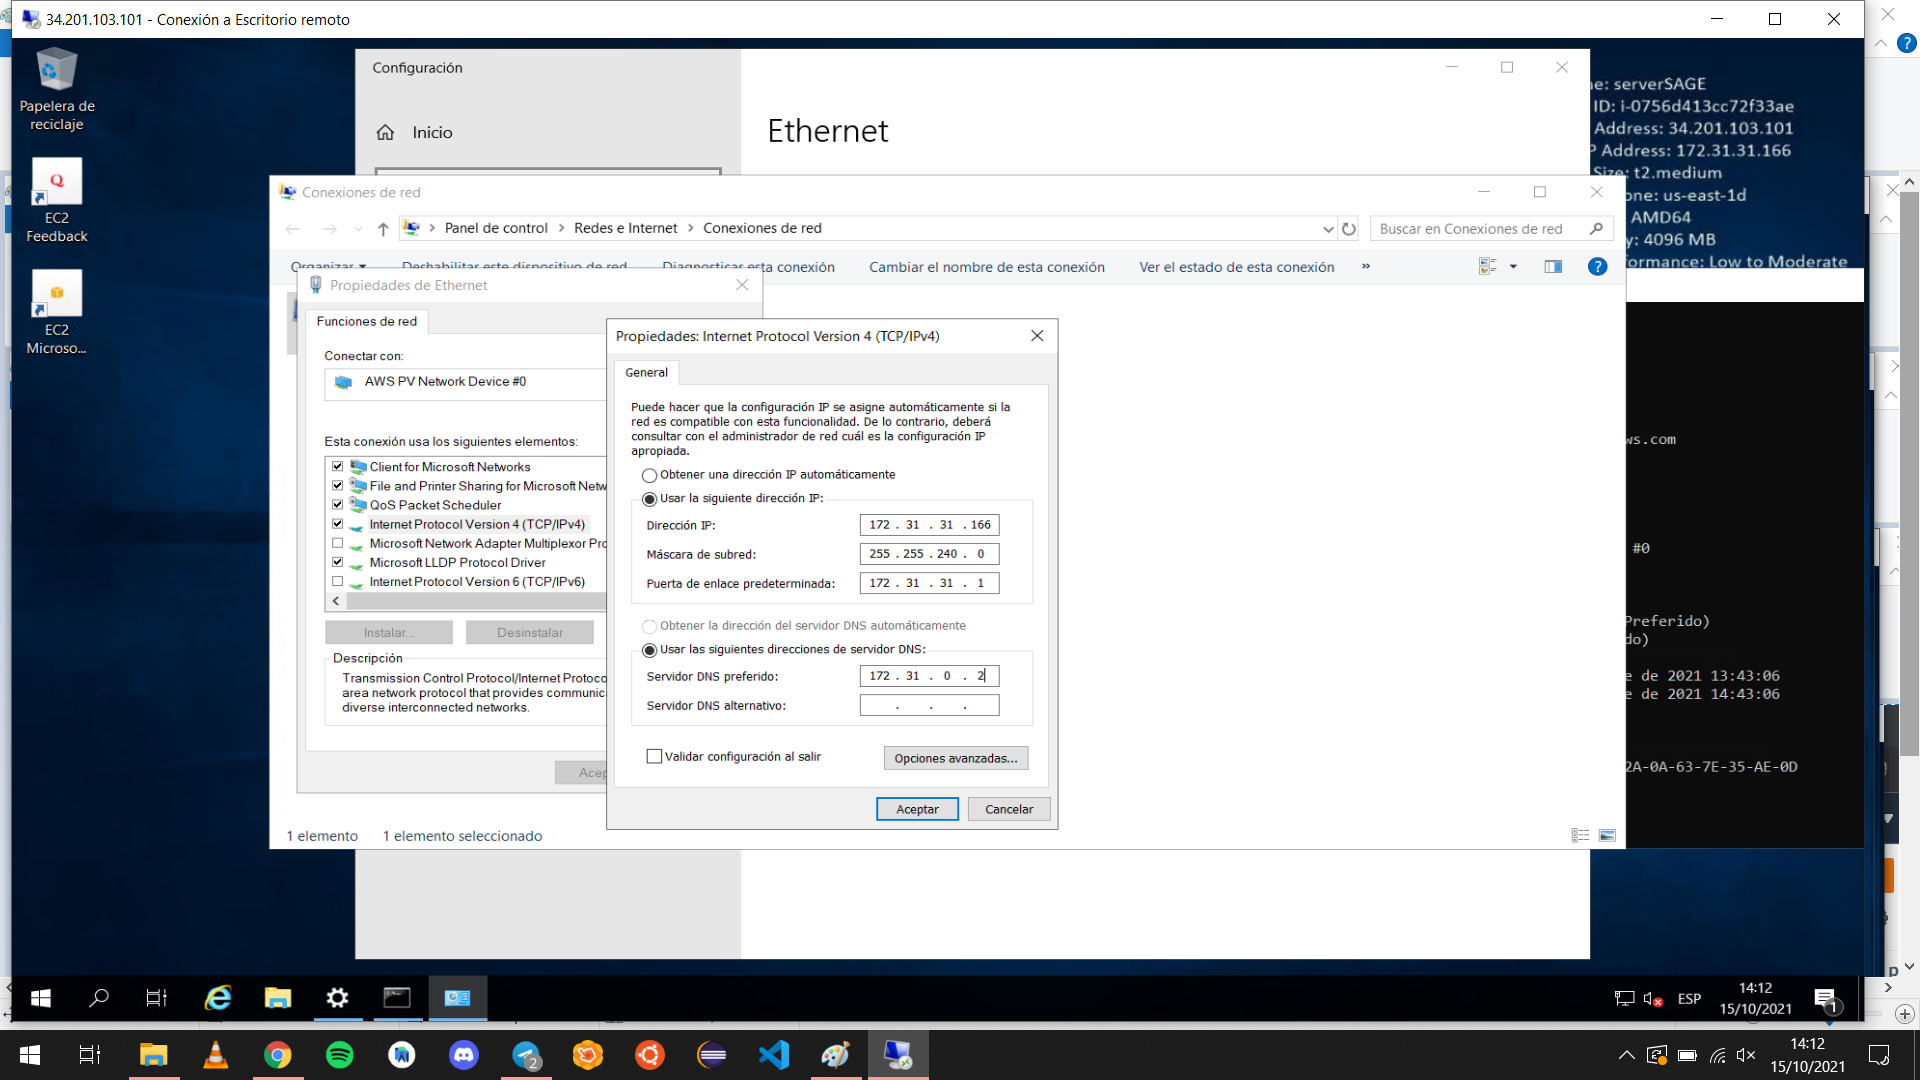 34.201.103.101 - Conexión a Escritorio remoto
Papelera de
reciclaje
EC2
Feedback
EC2
Microso...
Configuración
Inicio
Ethernet
serverSAGE
ID: i-0756d413cc72f33ae
Address: 34.201.103.101
P Address: 172.31.31.166
Size: t2.medium
us-east-1d
AMD64
4096 MB
Low to Moderate
Conexiones de red
Panel de control > Redes e Internet > Conexiones de red
Buscar en Conexiones de red
Organizar
Deshabilitar este dispositivo de red
Diagnosticar esta conexión
Cambiar el nombre de esta conexión
Ver el estado de esta conexión
»
Propiedades de Ethernet
Funciones de red
Conectar con:
AWS PV Network Device #0
Esta conexión usa los siguientes elementos:
Client for Microsoft Networks
File and Printer Sharing for Microsoft Netw
QoS Packet Scheduler
Internet Protocol Version 4 (TCP/IPv4)
Microsoft Network Adapter Multiplexor Pro
Microsoft LLDP Protocol Driver
Internet Protocol Version 6 (TCP/IPv6)
Instalar...
Desinstalar
Descripción
Transmission Control Protocol/Internet Protoco
area network protocol that provides communic
diverse interconnected networks.
Acep
Propiedades: Internet Protocol Version 4 (TCP/IPv4)
General
Puede hacer que la configuración IP se asigne automáticamente si la
red es compatible con esta funcionalidad. De lo contrario, deberá
consultar con el administrador de red cuál es la configuración IP
apropiada.
Obtener una dirección IP automáticamente
Usar la siguiente dirección IP:
Dirección IP: 172 . 31 . 31 . 166
Máscara de subred: 255 . 255 . 240 . 0
Puerta de enlace predeterminada: 172 . 31 . 31 . 1
Obtener la dirección del servidor DNS automáticamente
Usar las siguientes direcciones de servidor DNS:
Servidor DNS preferido: 172 . 31 . 0 . 2
Servidor DNS alternativo: . . .
Validar configuración al salir
Opciones avanzadas...
Aceptar
Cancelar
1 elemento
1 elemento seleccionado
ws.com
#0
Preferido)
do)
e de 2021 13:43:06
e de 2021 14:43:06
2A-0A-63-7E-35-AE-0D
ESP
14:12
15/10/2021
1
2
14:12
15/10/2021